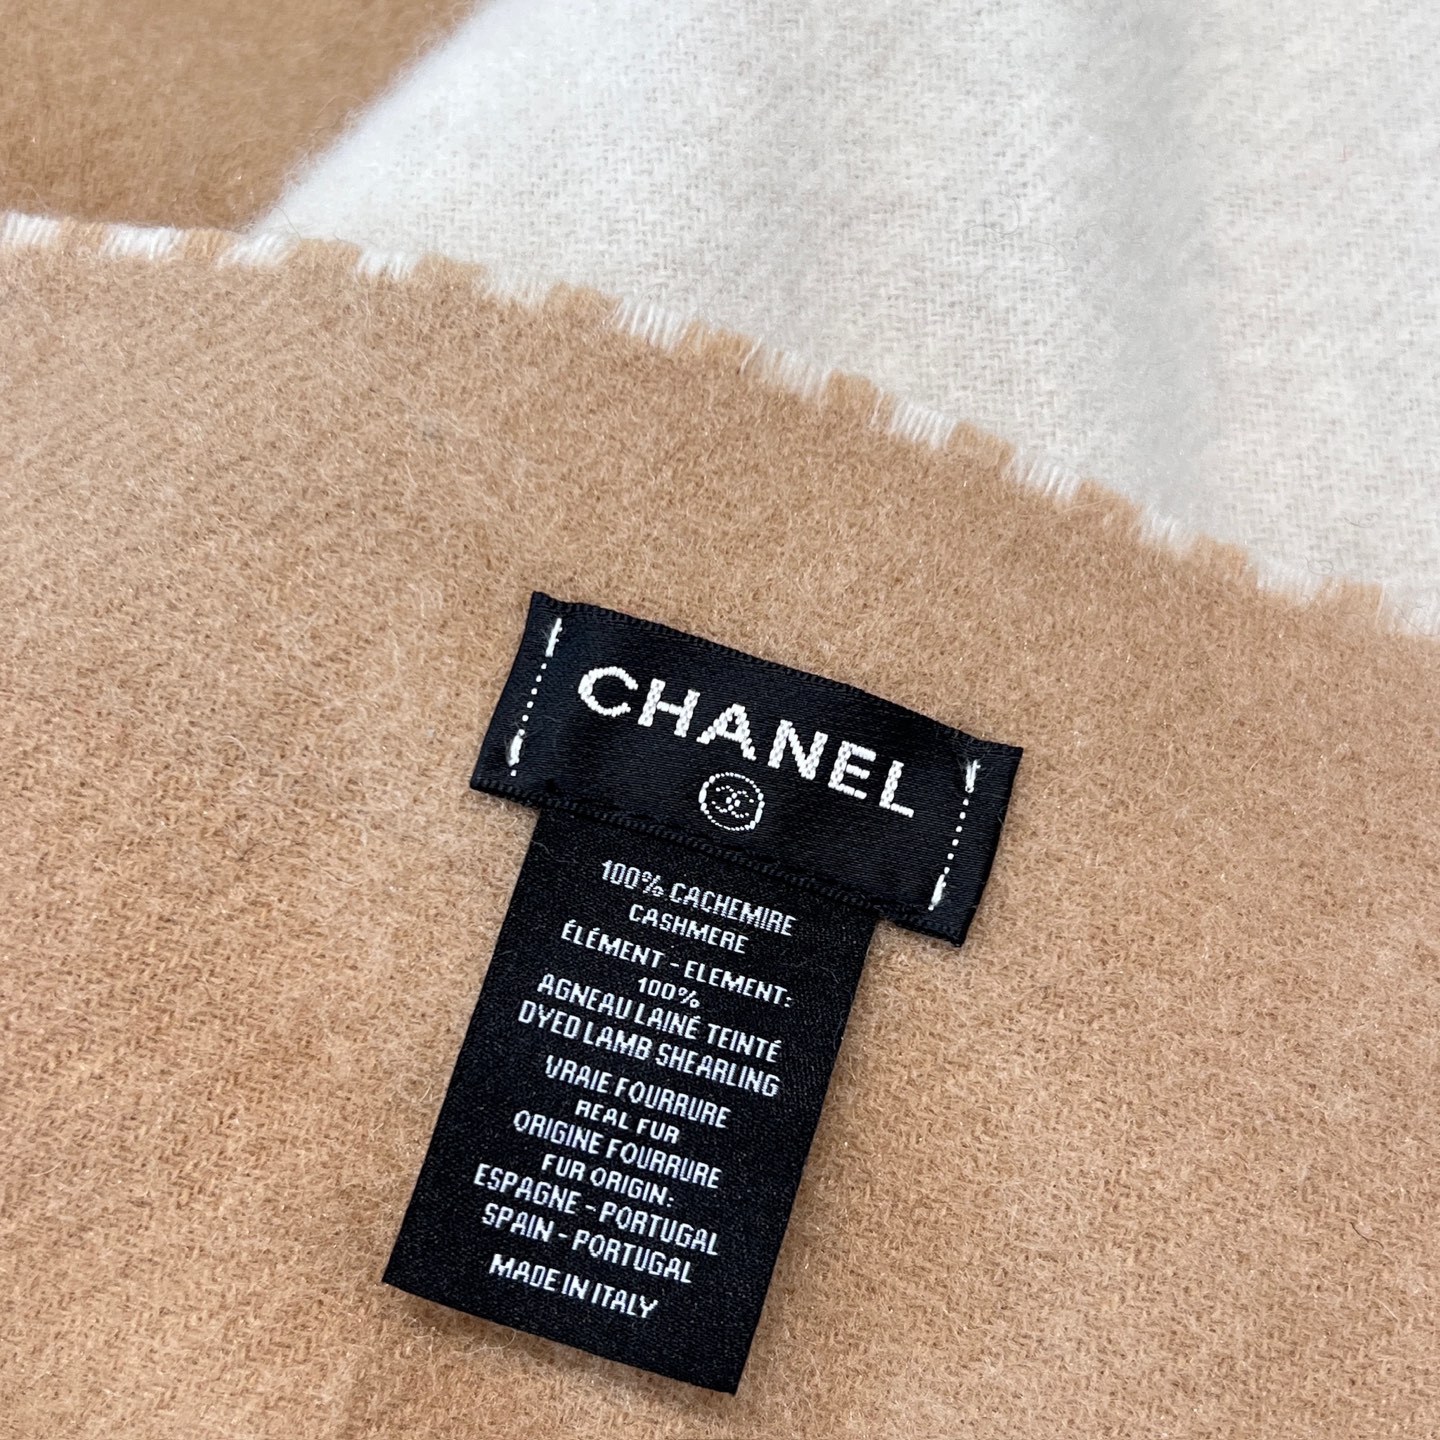 CHANEL
100% CACHEMIRE
CASHMERE
ÉLÉMENT - ELEMENT:
100%
AGNEAU LAINÉ TEINTÉ
DYED LAMB SHEARLING
VRAIE FOURRURE
REAL FUR
ORIGINE FOURRURE
FUR ORIGIN:
ESPAGNE - PORTUGAL
SPAIN - PORTUGAL
MADE IN ITALY